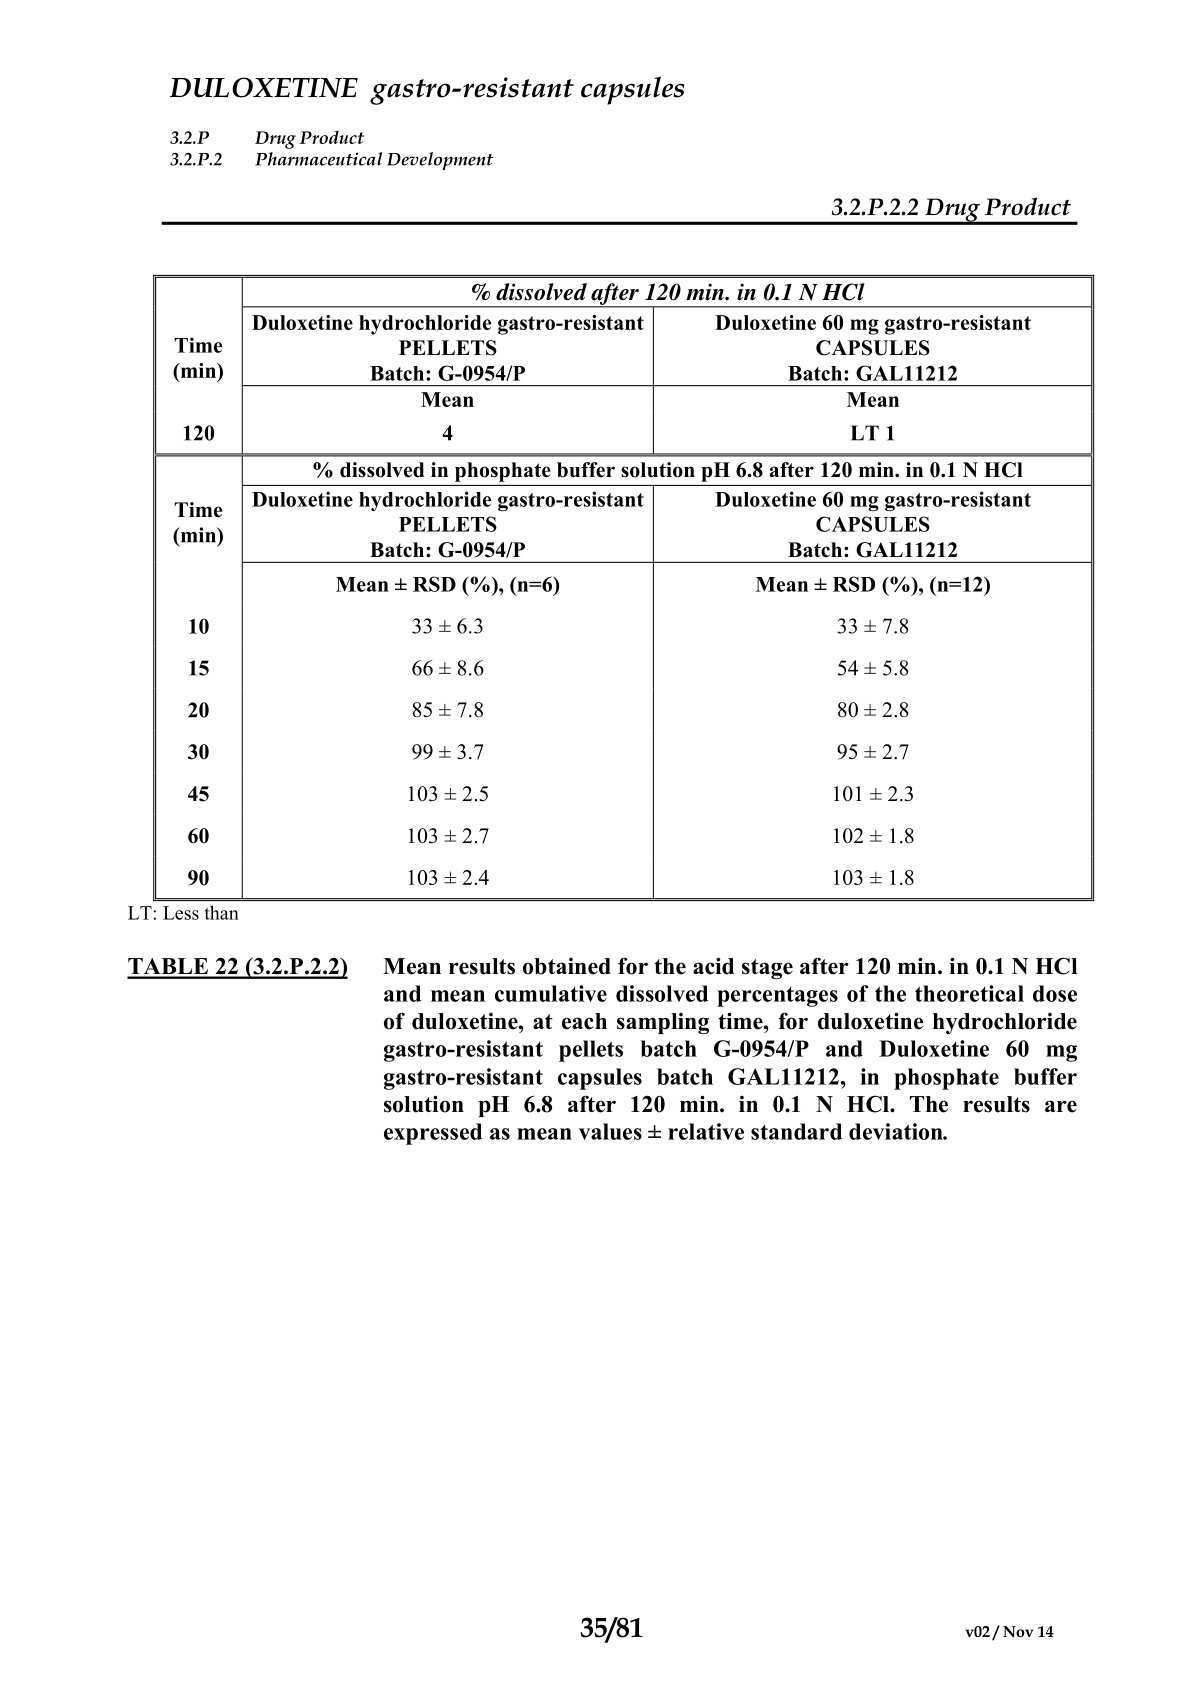 DULOXETINE gastro-resistant capsules
3.2.P Drug Product
3.2.P.2 Pharmaceutical Development
3.2.P.2.2 Drug Product
% dissolved after 120 min. in 0.1 N HCl
Time (min)
Duloxetine hydrochloride gastro-resistant PELLETS Batch: G-0954/P
Duloxetine 60 mg gastro-resistant CAPSULES Batch: GAL11212
Mean Mean
120 4 LT 1
% dissolved in phosphate buffer solution pH 6.8 after 120 min. in 0.1 N HCl
Time (min)
Duloxetine hydrochloride gastro-resistant PELLETS Batch: G-0954/P
Duloxetine 60 mg gastro-resistant CAPSULES Batch: GAL11212
Mean ± RSD (%), (n=6) Mean ± RSD (%), (n=12)
10 33 ± 6.3 33 ± 7.8
15 66 ± 8.6 54 ± 5.8
20 85 ± 7.8 80 ± 2.8
30 99 ± 3.7 95 ± 2.7
45 103 ± 2.5 101 ± 2.3
60 103 ± 2.7 102 ± 1.8
90 103 ± 2.4 103 ± 1.8
LT: Less than
TABLE 22 (3.2.P.2.2) Mean results obtained for the acid stage after 120 min. in 0.1 N HCl
and mean cumulative dissolved percentages of the theoretical dose
of duloxetine, at each sampling time, for duloxetine hydrochloride
gastro-resistant pellets batch G-0954/P and Duloxetine 60 mg
gastro-resistant capsules batch GAL11212, in phosphate buffer
solution pH 6.8 after 120 min. in 0.1 N HCl. The results are
expressed as mean values ± relative standard deviation.
35/81
v02 / Nov 14